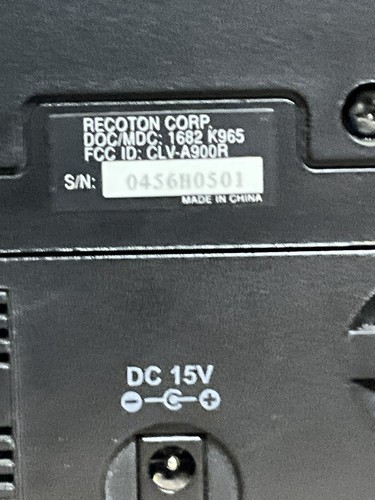 RECOTON CORP.
DOC/MDC: 1682 K965
FCC ID: CLV-A900R
S/N: 0456H0501
MADE IN CHINA
DC 15V